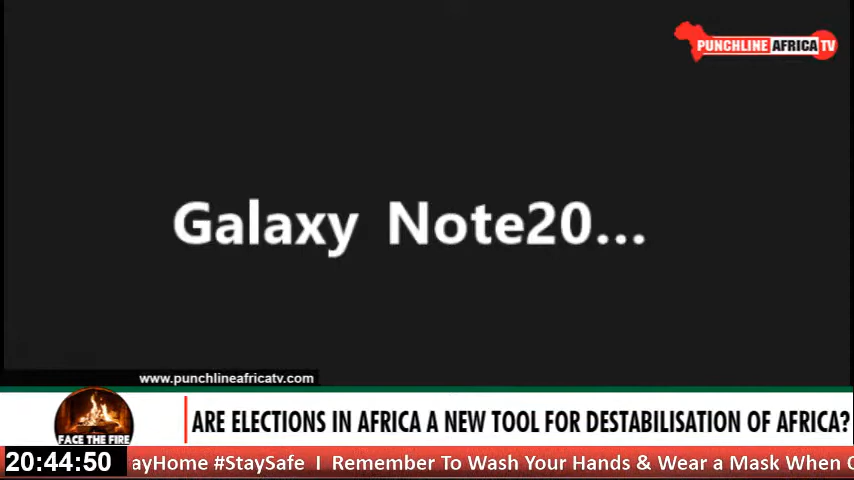 PUNCHLINE AFRICA TV
Galaxy Note20...
www.punchlineafricatv.com
FACE THE FIRE
ARE ELECTIONS IN AFRICA A NEW TOOL FOR DESTABILISATION OF AFRICA?
20:44:50
ayHome #StaySafe I Remember To Wash Your Hands & Wear a Mask When